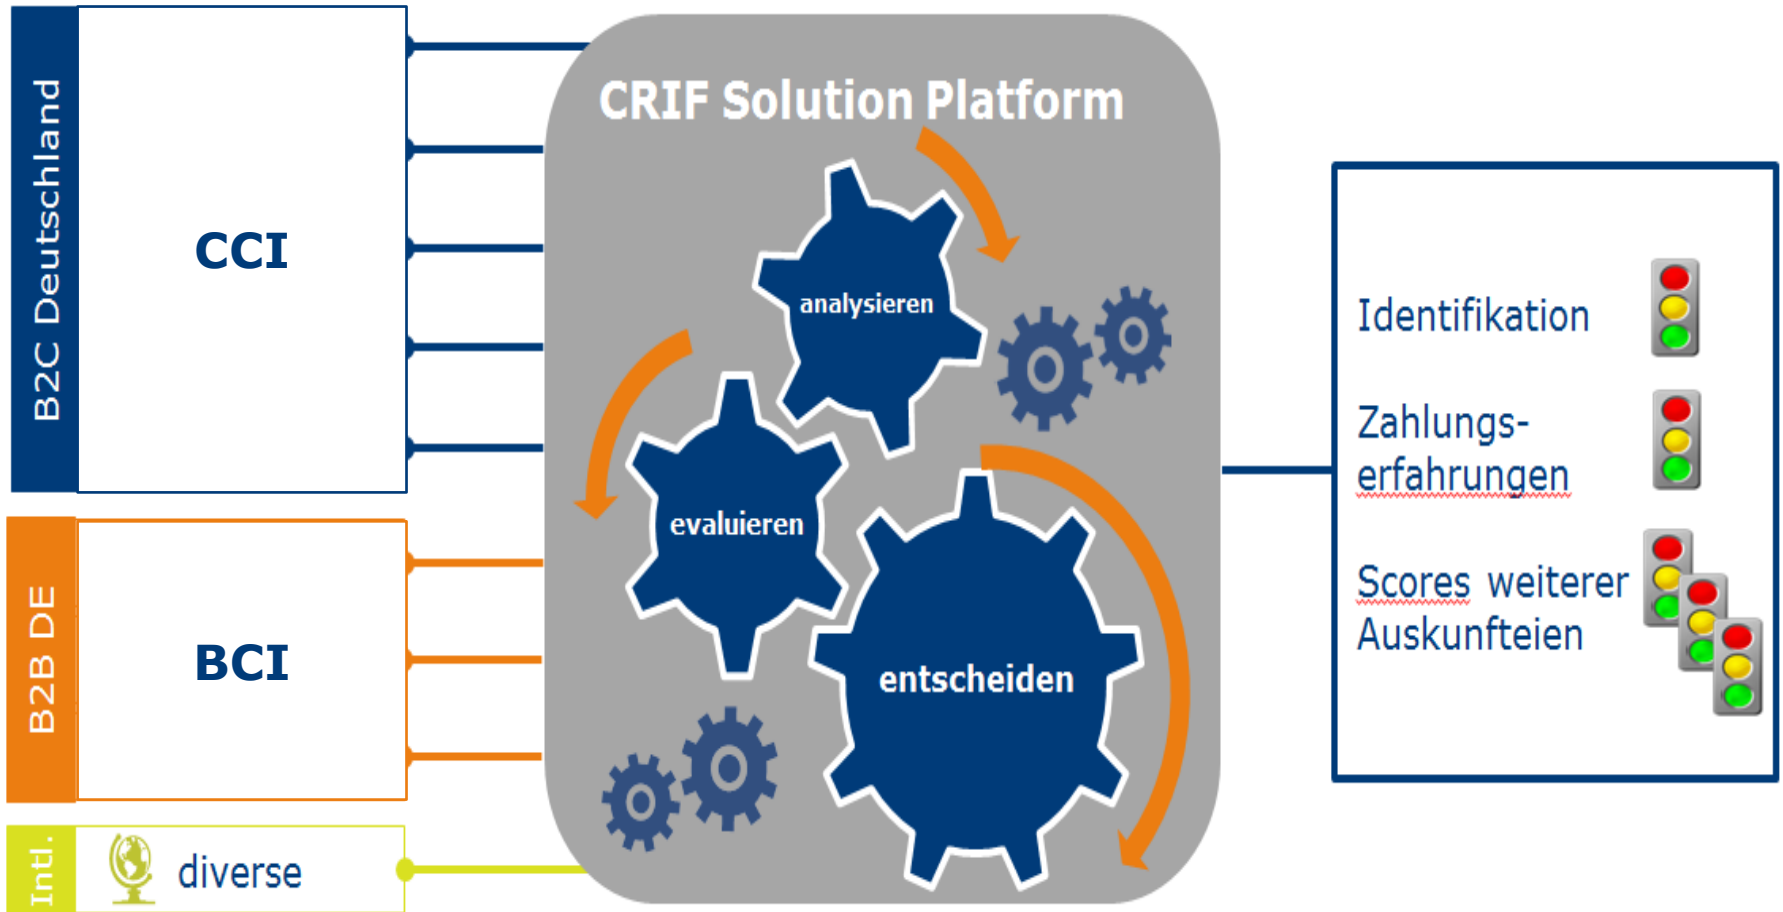 B2C Deutschland
CCI
B2B DE
BCI
Intl.
diverse
CRIF Solution Platform
analysieren
evaluieren
entscheiden
Identifikation
Zahlungs-
erfahrungen
Scores weiterer
Auskunfteien